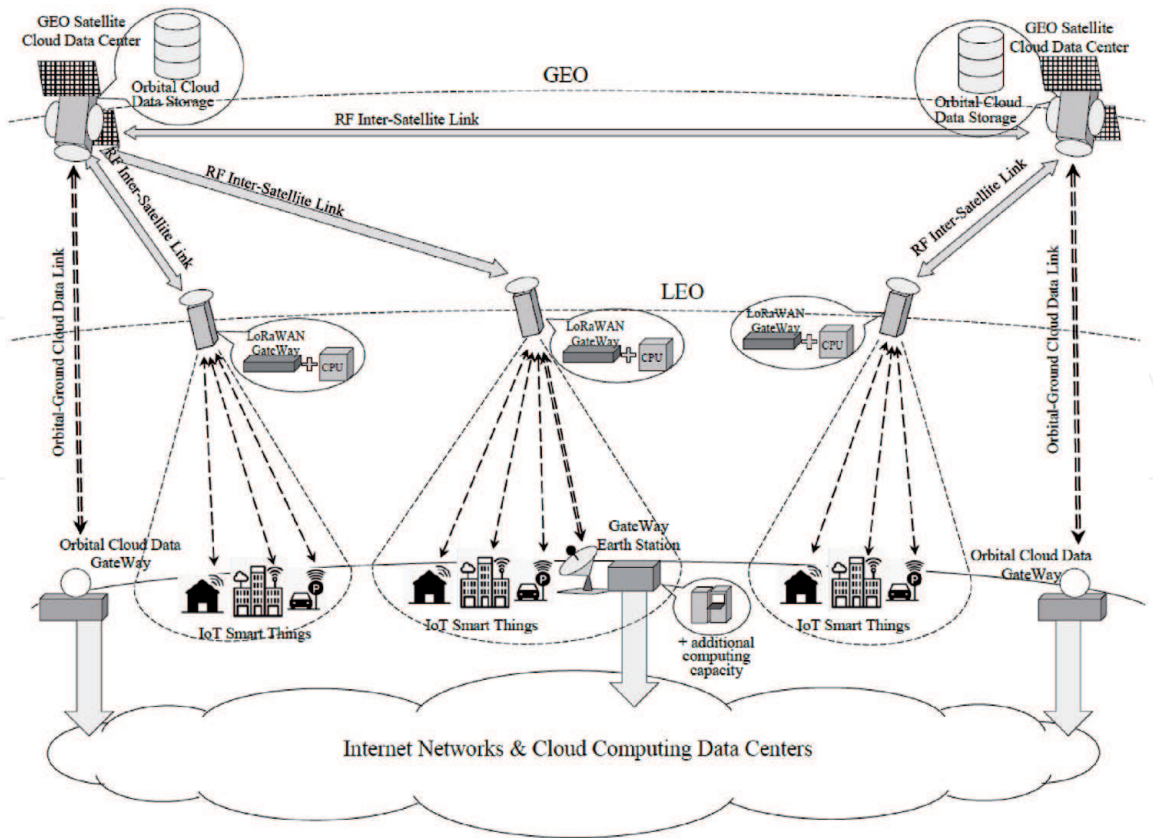 GEO Satellite
Cloud Data Center
Orbital Cloud
Data Storage
GEO
GEO Satellite
Cloud Data Center
Orbital Cloud
Data Storage
RF Inter-Satellite Link
RF Inter-Satellite Link
RF Inter-Satellite Link
RF Inter-Satellite Link
Orbital-Ground Cloud Data Link
Orbital-Ground Cloud Data Link
LEO
LoRaWAN
GateWay
CPU
LoRaWAN
GateWay
CPU
LoRaWAN
GateWay
CPU
Orbital Cloud Data
GateWay
GateWay
Earth Station
Orbital Cloud Data
GateWay
P
P
P
IoT Smart Things
IoT Smart Things
IoT Smart Things
+ additional
computing
capacity
Internet Networks & Cloud Computing Data Centers